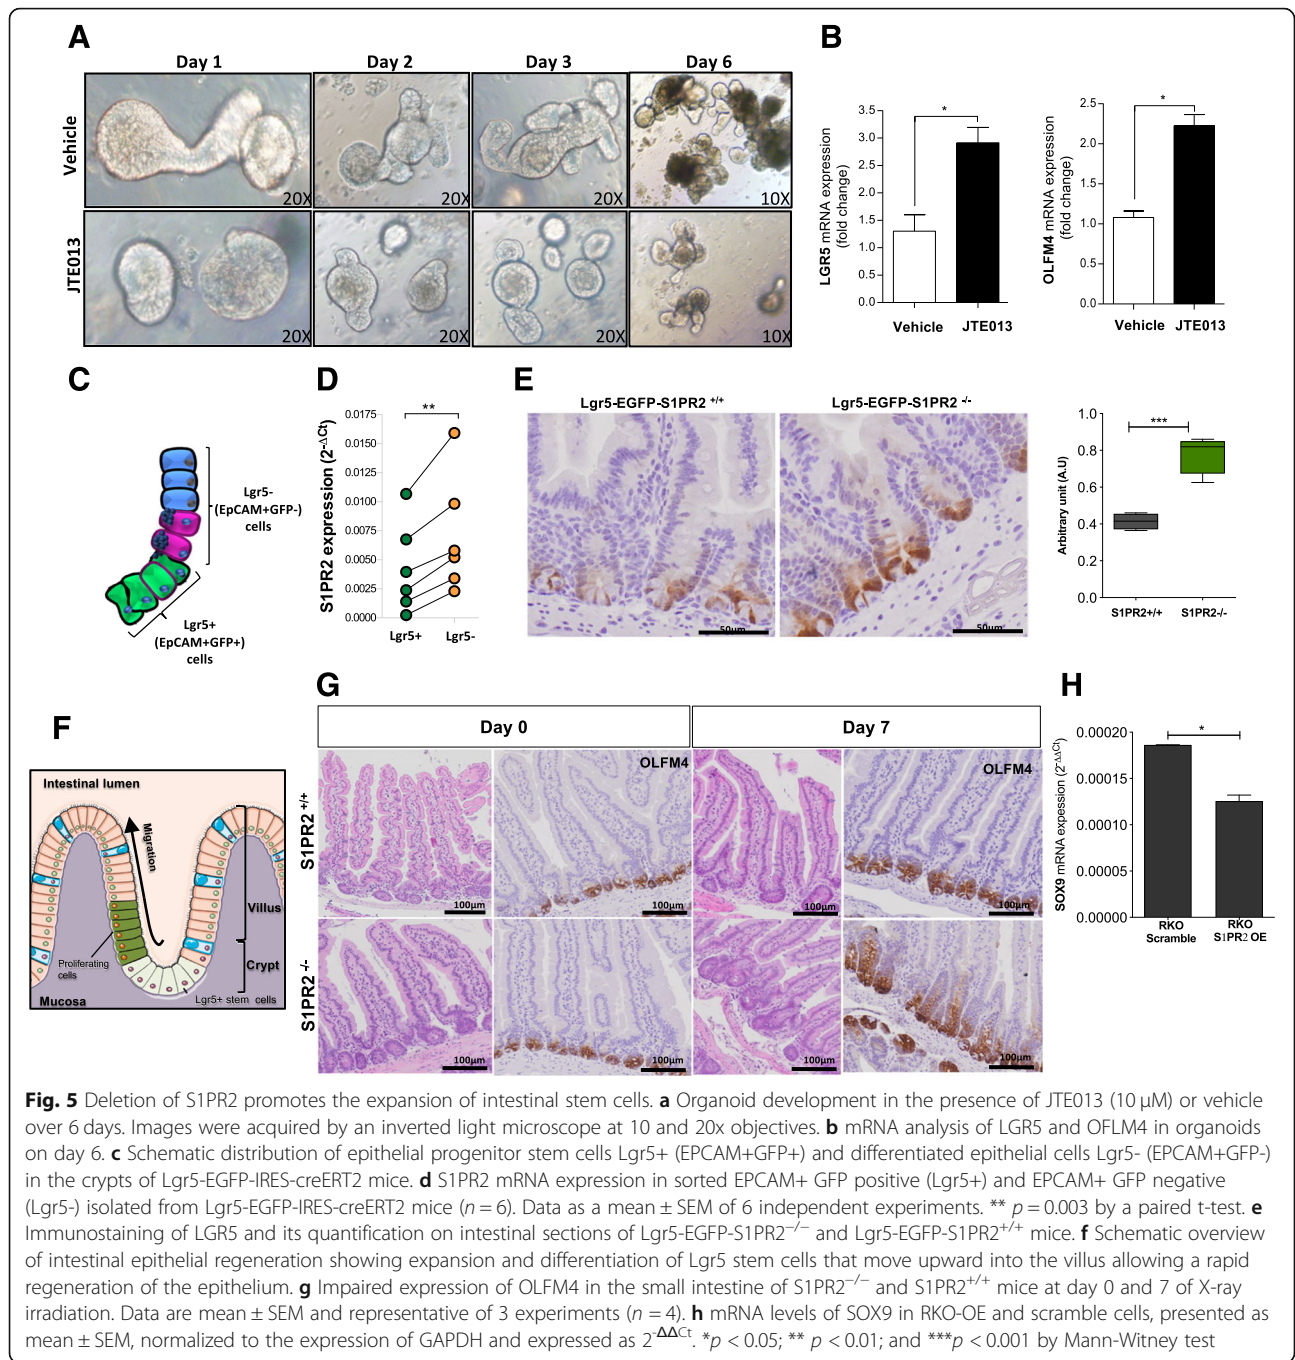 A
Day 1
Day 2
Day 3
Day 6
Vehicle
20X
20X
20X
10X
JTE013
20X
20X
20X
10X
B
LGR5 mRNA expression
(fold change)
3.5
3.0
2.5
2.0
1.5
1.0
0.5
0.0
*
Vehicle JTE013
OLFM4 mRNA expression
(fold change)
2.5
2.0
1.5
1.0
0.5
0.0
*
Vehicle JTE013
C
Lgr5-
(EpCAM+GFP-)
cells
Lgr5+
(EpCAM+GFP+)
cells
D
S1PR2 expression (2-ΔCt)
0.0175
0.0150
0.0125
0.0100
0.0075
0.0050
0.0025
0.0000
**
Lgr5+ Lgr5-
E
Lgr5-EGFP-S1PR2 +/+
Lgr5-EGFP-S1PR2 -/-
50μm
50μm
Arbitrary unit (A.U)
1.0
0.8
0.6
0.4
0.2
0.0
***
S1PR2+/+ S1PR2-/-
F
Intestinal lumen
Migration
Villus
Proliferating
cells
Crypt
Lgr5+ stem cells
Mucosa
G
Day 0
Day 7
S1PR2 +/+
OLFM4
OLFM4
100μm
100μm
100μm
100μm
S1PR2 -/-
100μm
100μm
100μm
100μm
H
SOX9 mRNA expession (2-ΔΔCt)
0.00020
0.00015
0.00010
0.00005
0.00000
*
RKO
Scramble
RKO
S1PR2 OE
Fig. 5 Deletion of S1PR2 promotes the expansion of intestinal stem cells. a Organoid development in the presence of JTE013 (10 μM) or vehicle
over 6 days. Images were acquired by an inverted light microscope at 10 and 20x objectives. b mRNA analysis of LGR5 and OFLM4 in organoids
on day 6. c Schematic distribution of epithelial progenitor stem cells Lgr5+ (EPCAM+GFP+) and differentiated epithelial cells Lgr5- (EPCAM+GFP-)
in the crypts of Lgr5-EGFP-IRES-creERT2 mice. d S1PR2 mRNA expression in sorted EPCAM+ GFP positive (Lgr5+) and EPCAM+ GFP negative
(Lgr5-) isolated from Lgr5-EGFP-IRES-creERT2 mice (n = 6). Data as a mean ± SEM of 6 independent experiments. ** p = 0.003 by a paired t-test. e
Immunostaining of LGR5 and its quantification on intestinal sections of Lgr5-EGFP-S1PR2−/− and Lgr5-EGFP-S1PR2+/+ mice. f Schematic overview
of intestinal epithelial regeneration showing expansion and differentiation of Lgr5 stem cells that move upward into the villus allowing a rapid
regeneration of the epithelium. g Impaired expression of OLFM4 in the small intestine of S1PR2−/− and S1PR2+/+ mice at day 0 and 7 of X-ray
irradiation. Data are mean ± SEM and representative of 3 experiments (n = 4). h mRNA levels of SOX9 in RKO-OE and scramble cells, presented as
mean ± SEM, normalized to the expression of GAPDH and expressed as 2-ΔΔCt. *p < 0.05; ** p < 0.01; and ***p < 0.001 by Mann-Witney test